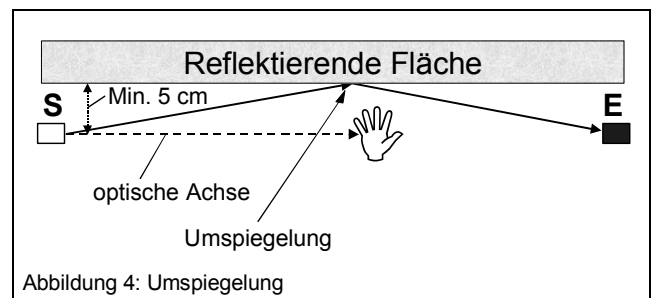 Reflektierende Fläche
Min. 5 cm
S
E
optische Achse
Umspiegelung
Abbildung 4: Umspiegelung